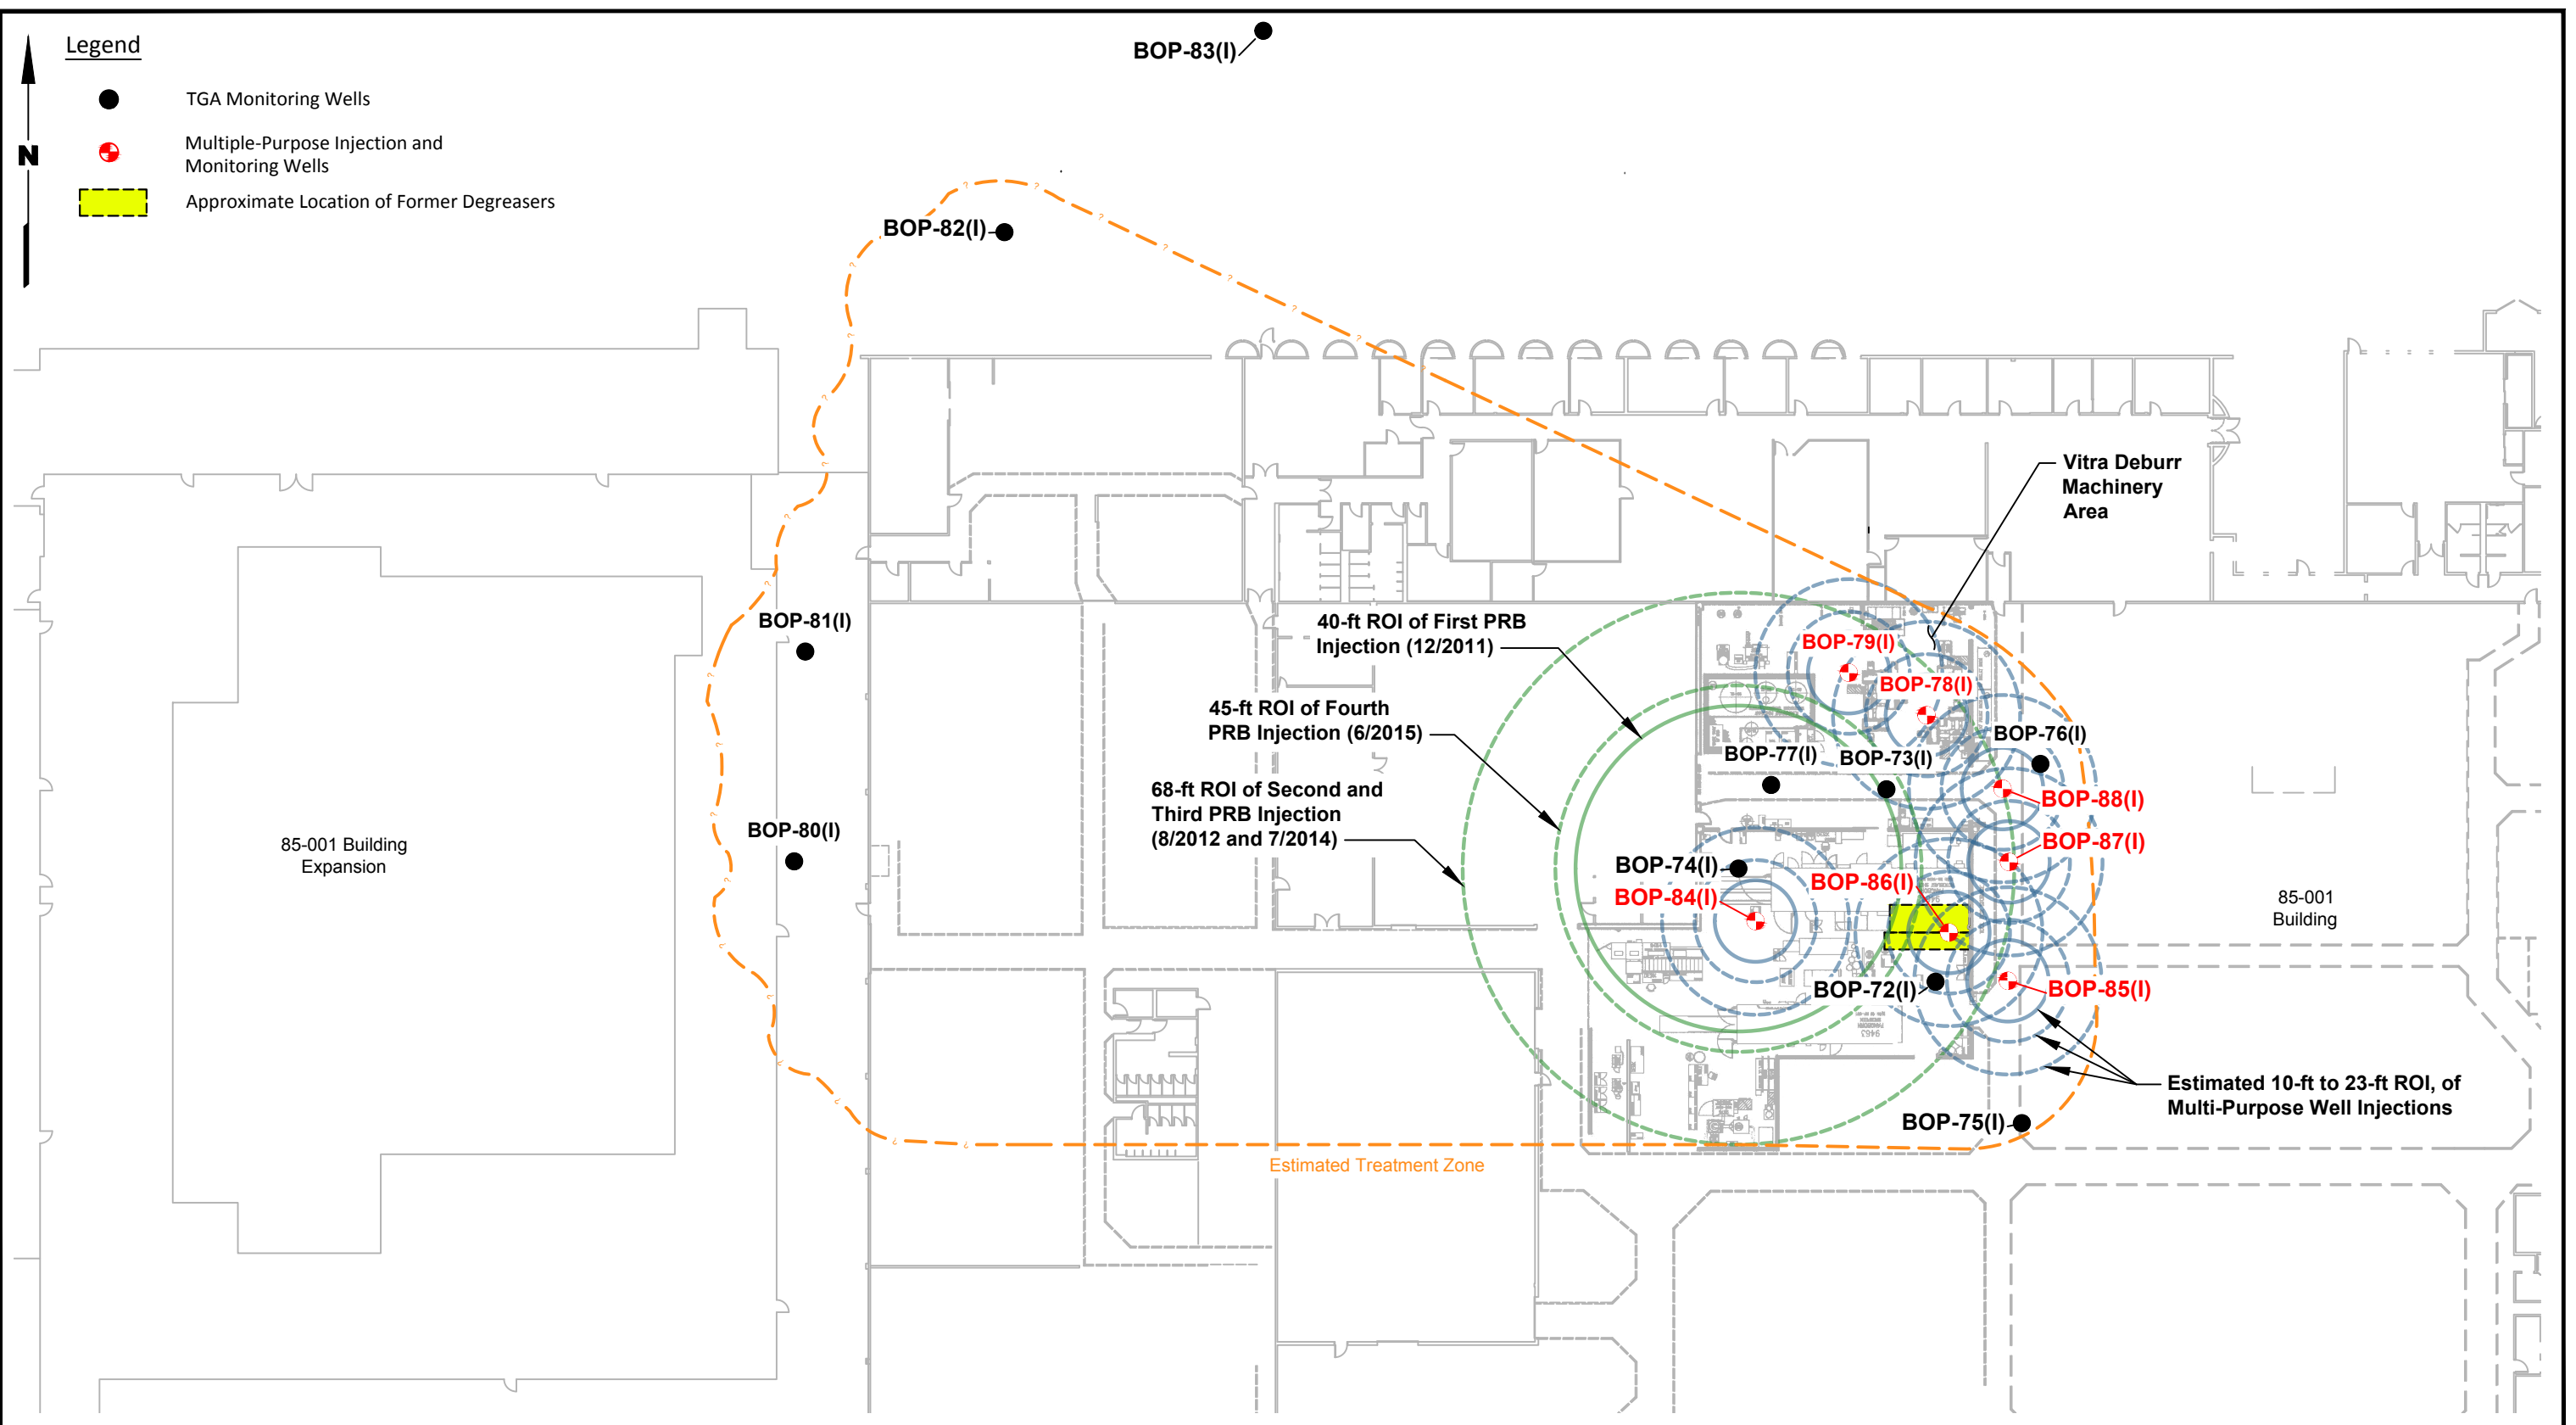 BOP-83(I)
Legend
TGA Monitoring Wells
N
Multiple-Purpose Injection and
Monitoring Wells
Approximate Location of Former Degreasers
BOP-82(I)
Vitra Deburr
Machinery
Area
BOP-81(I)
40-ft ROI of First PRB
Injection (12/2011)
BOP-79(I)
BOP-78(I)
45-ft ROI of Fourth
PRB Injection (6/2015)
BOP-77(I)
BOP-73(I)
BOP-76(I)
68-ft ROI of Second and
Third PRB Injection
(8/2012 and 7/2014)
BOP-88(I)
BOP-80(I)
85-001 Building
Expansion
BOP-87(I)
BOP-74(I)
BOP-86(I)
BOP-84(I)
85-001
Building
BOP-72(I)
BOP-85(I)
Estimated 10-ft to 23-ft ROI, of
Multi-Purpose Well Injections
BOP-75(I)
Estimated Treatment Zone